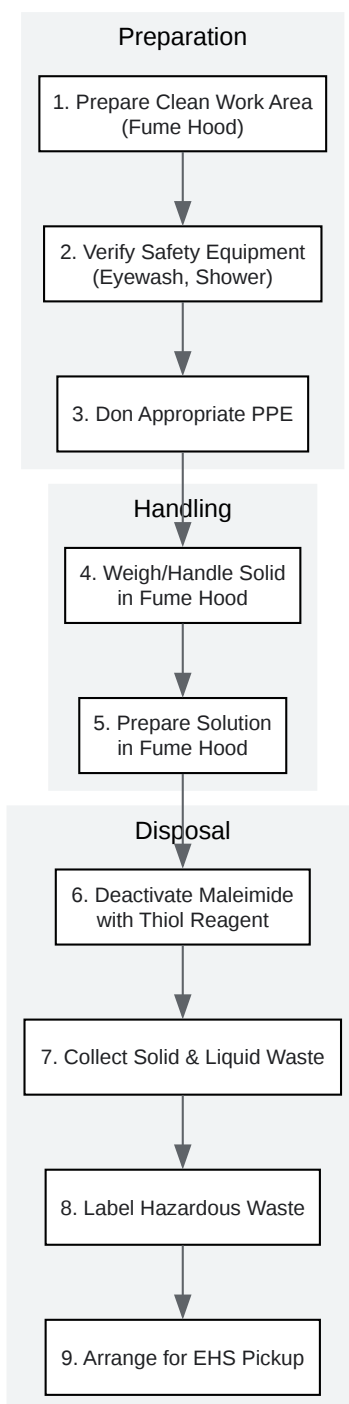 Preparation
1. Prepare Clean Work Area
(Fume Hood)
2. Verify Safety Equipment
(Eyewash, Shower)
3. Don Appropriate PPE
Handling
4. Weigh/Handle Solid
in Fume Hood
5. Prepare Solution
in Fume Hood
Disposal
6. Deactivate Maleimide
with Thiol Reagent
7. Collect Solid & Liquid Waste
8. Label Hazardous Waste
9. Arrange for EHS Pickup